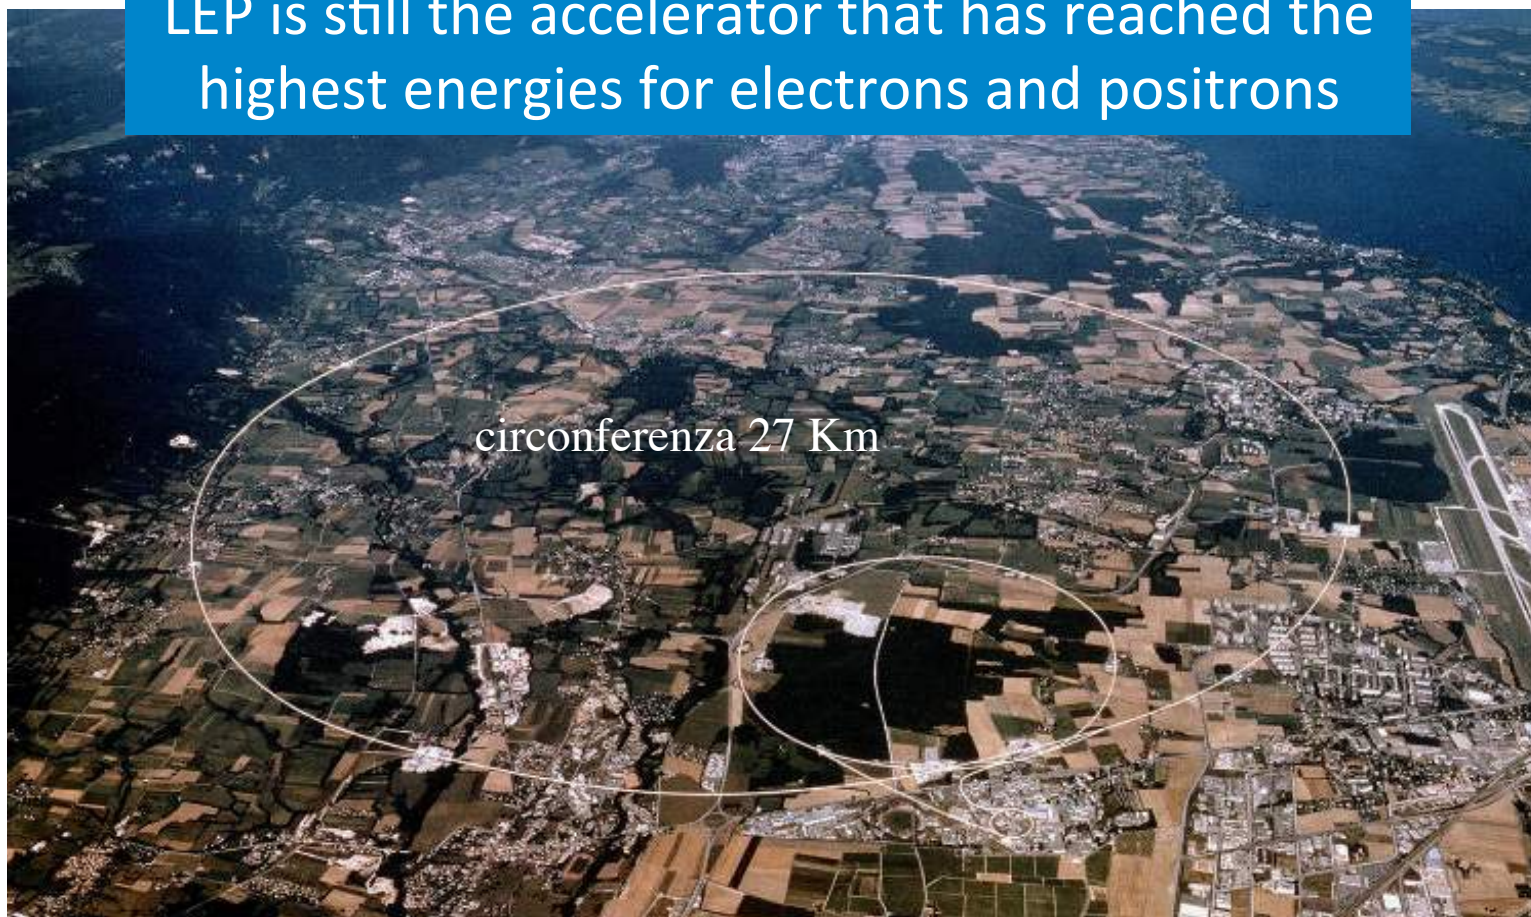 LEP is still the accelerator that has reached the
highest energies for electrons and positrons
circonferenza 27 Km